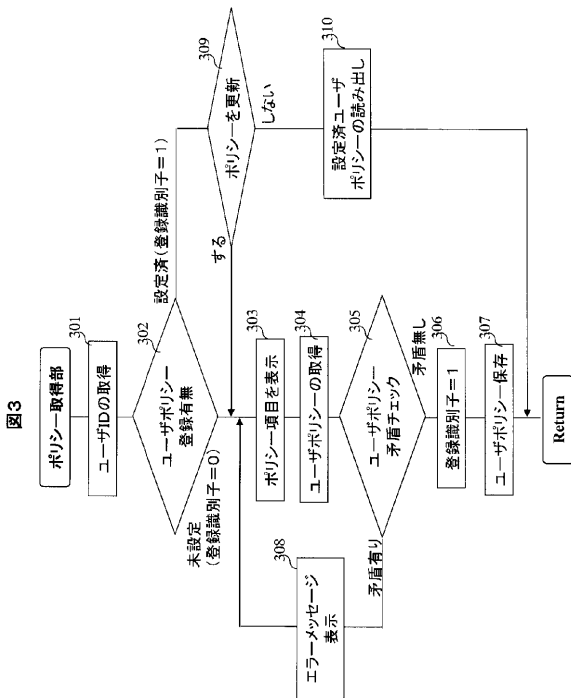 図3
ポリシー取得部
301
ユーザIDの取得
302
ユーザポリシー
登録有無
設定済(登録識別子=1)
未設定
(登録識別子=0)
309
ポリシーを更新
する
しない
310
設定済ユーザ
ポリシーの読み出し
303
ポリシー項目を表示
304
ユーザポリシーの取得
305
ユーザポリシー
矛盾チェック
矛盾有り
矛盾無し
308
エラーメッセージ
表示
306
登録識別子=1
307
ユーザポリシー保存
Return